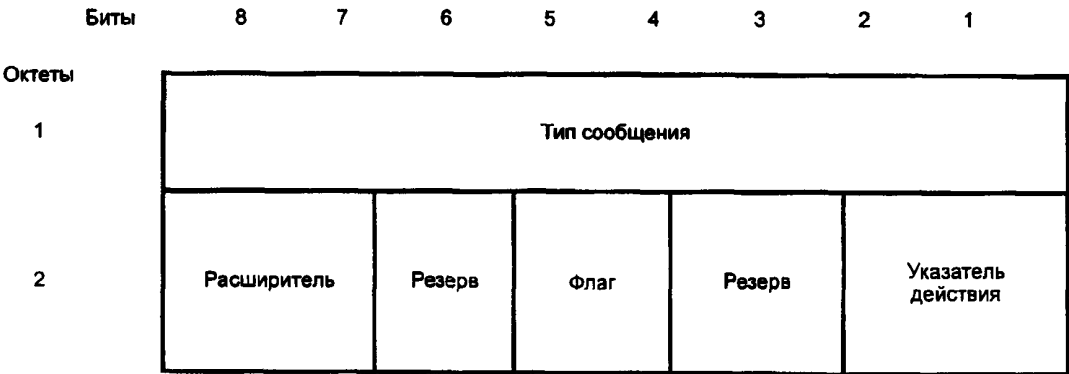 Биты 8 7 6 5 4 3 2 1
Октеты
1 Тип сообщения
2 Расширитель Резерв Флаг Резерв Указатель
действия